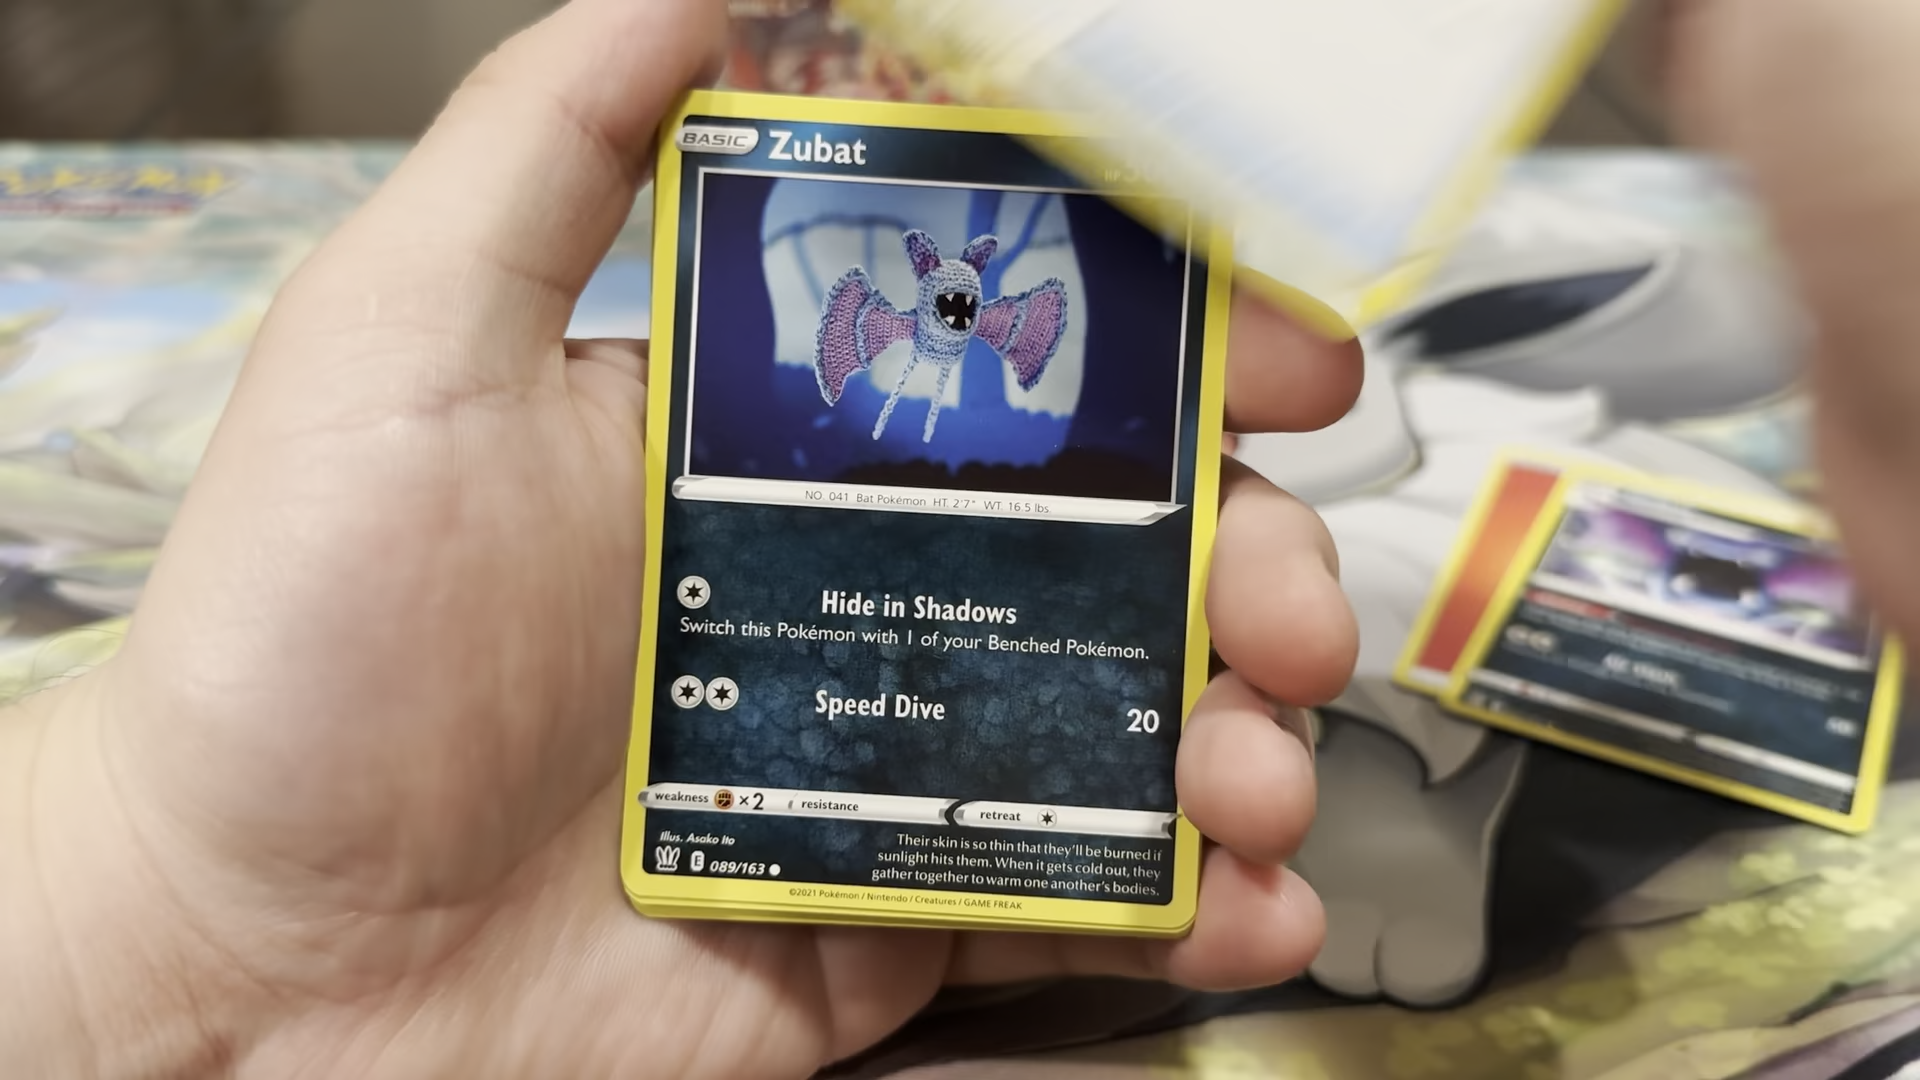 POKÉMON
BASIC Zubat
NO. 041 Bat Pokémon HT. 2'7" WT. 16.5 lbs.
Hide in Shadows
Switch this Pokémon with 1 of your Benched Pokémon.
Speed Dive 20
weakness ×2 resistance retreat
Illus. Asako Ito
E 089/163
Their skin is so thin that they'll be burned if
sunlight hits them. When it gets cold out, they
gather together to warm one another's bodies.
©2021 Pokémon / Nintendo / Creatures / GAME FREAK